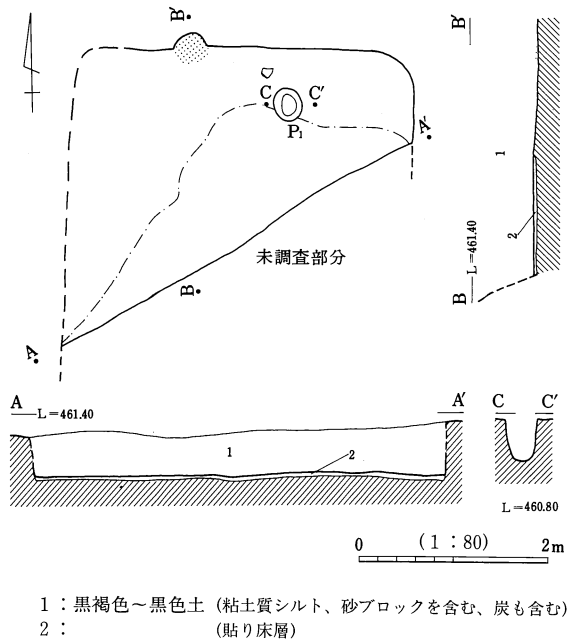 B′
B′
C C′
P₁
A′
1
2
L=461.40
未調査部分
B
B
A
A A′ C C′
L=461.40
1 2
L=460.80
0 (1:80) 2m
1:黒褐色~黒色土 (粘土質シルト、砂ブロックを含む、炭も含む)
2: (貼り床層)